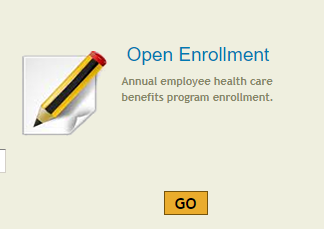 Open Enrollment
Annual employee health care
benefits program enrollment.
GO